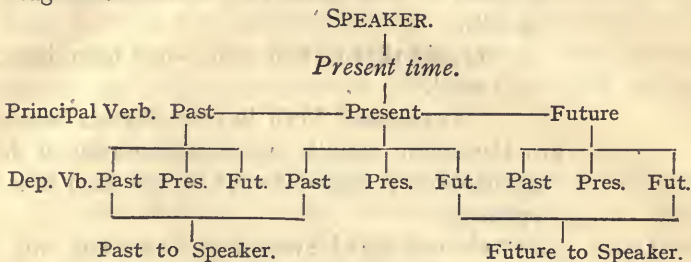 SPEAKER.
Present time.
Principal Verb. Past Present Future
Dep. Vb. Past Pres. Fut. Past Pres. Fut. Past Pres. Fut.
Past to Speaker. Future to Speaker.